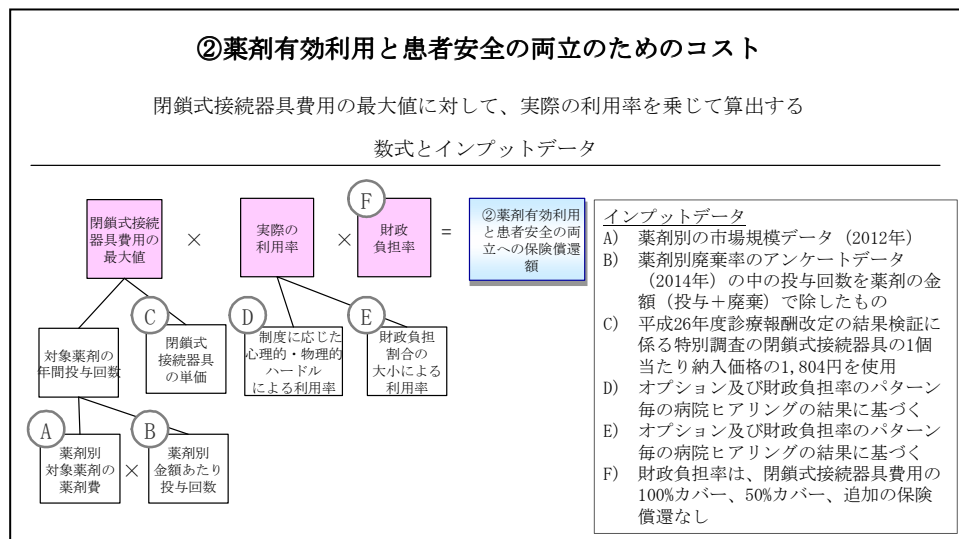 ②薬剤有効利用と患者安全の両立のためのコスト
閉鎖式接続器具費用の最大値に対して、実際の利用率を乗じて算出する
数式とインプットデータ
閉鎖式接続
器具費用の
最大値
×
実際の
利用率
×
F
財政
負担率
=
②薬剤有効利用
と患者安全の両
立への保険償還
額
対象薬剤の
年間投与回数
C
閉鎖式
接続器具
の単価
D
制度に応じた
心理的・物理的
ハードル
による利用率
E
財政負担
割合の
大小による
利用率
A
薬剤別
対象薬剤の
薬剤費
×
B
薬剤別
金額あたり
投与回数
インプットデータ
A) 薬剤別の市場規模データ（2012年）
B) 薬剤別廃棄率のアンケートデータ
（2014年）の中の投与回数を薬剤の金
額（投与＋廃棄）で除したもの
C) 平成26年度診療報酬改定の結果検証に
係る特別調査の閉鎖式接続器具の1個
当たり納入価格の1,804円を使用
D) オプション及び財政負担率のパターン
毎の病院ヒアリングの結果に基づく
E) オプション及び財政負担率のパターン
毎の病院ヒアリングの結果に基づく
F) 財政負担率は、閉鎖式接続器具費用の
100%カバー、50%カバー、追加の保険
償還なし